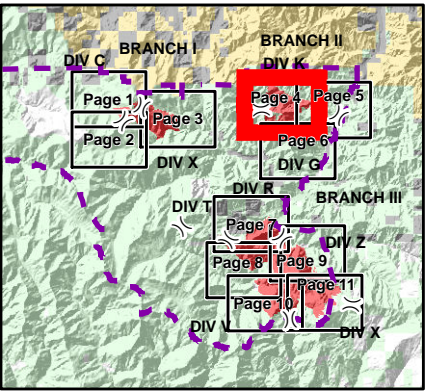 BRANCH I
BRANCH II
DIV C
DIV K
Page 1
Page 4
Page 5
Page 3
Page 2
Page 6
DIV X
DIV G
DIV R
BRANCH III
DIV T
Page 7
DIV Z
Page 8
Page 9
Page 11
Page 10
DIV V
DIV X